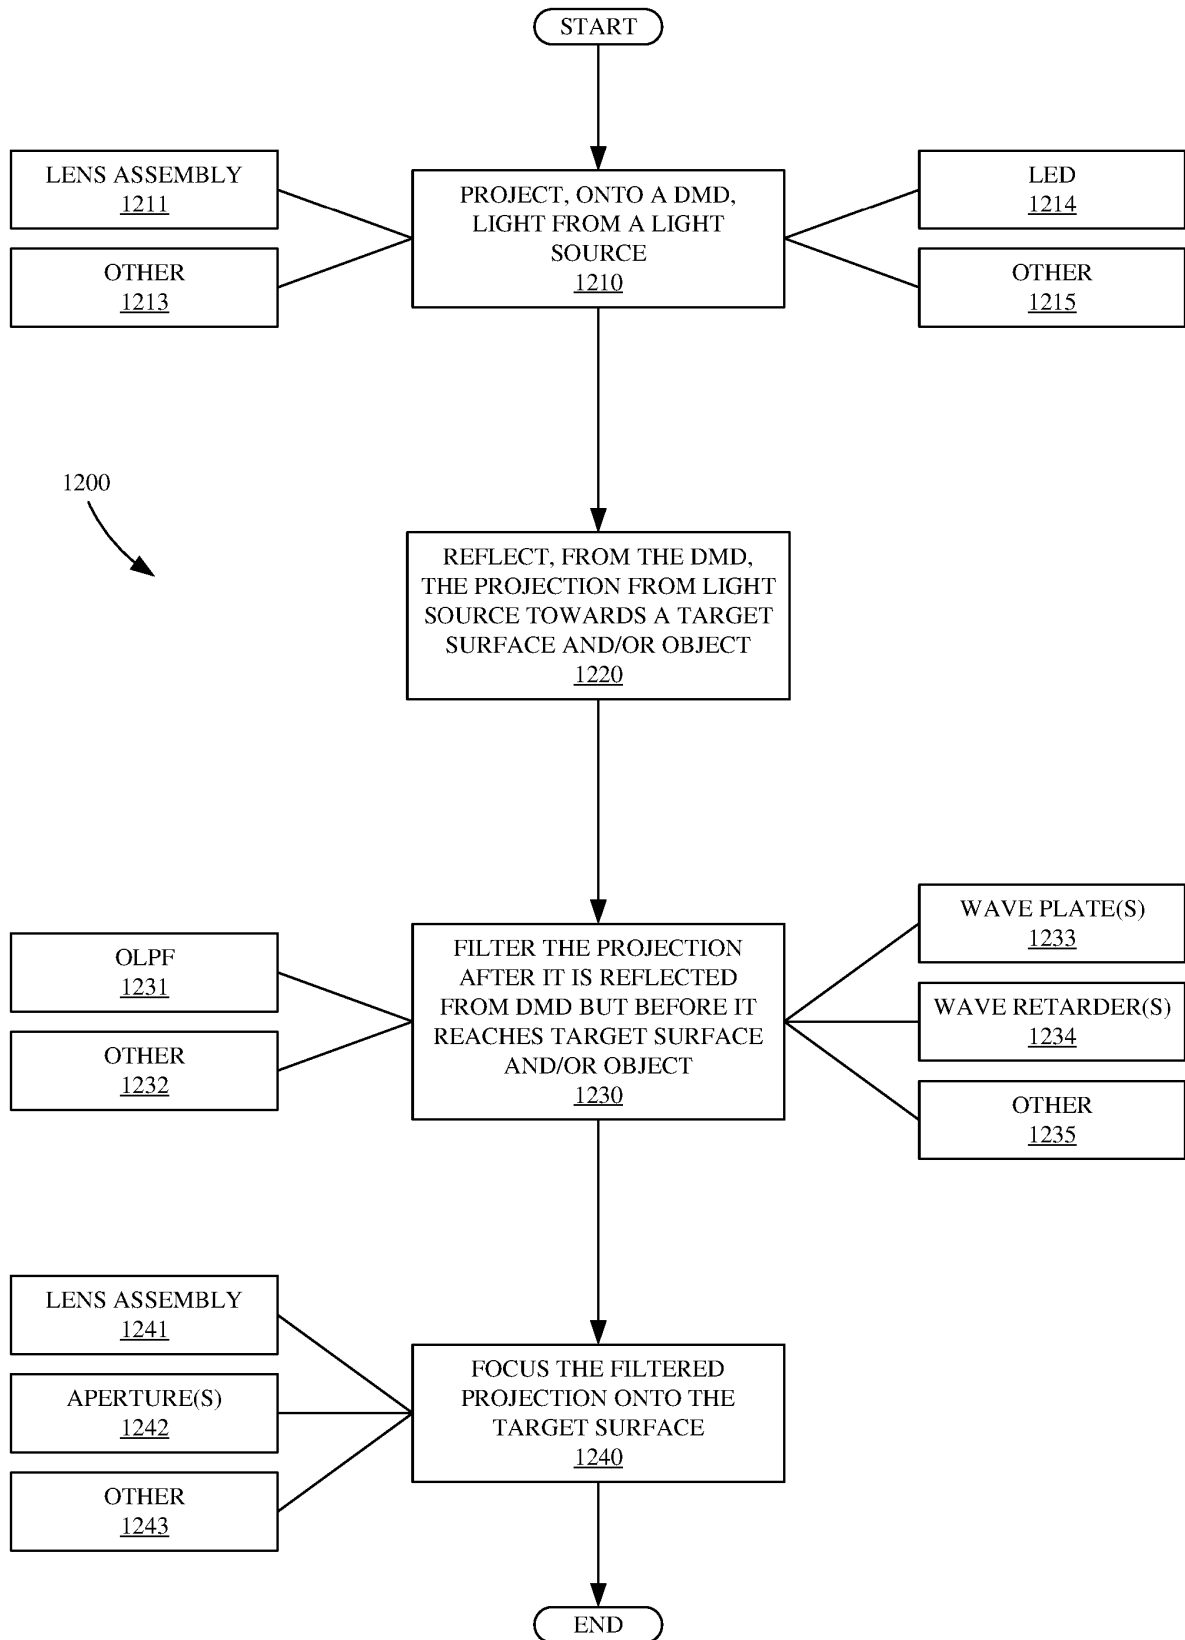 START
LENS ASSEMBLY
1211
OTHER
1213
PROJECT, ONTO A DMD,
LIGHT FROM A LIGHT
SOURCE
1210
LED
1214
OTHER
1215
1200
REFLECT, FROM THE DMD,
THE PROJECTION FROM LIGHT
SOURCE TOWARDS A TARGET
SURFACE AND/OR OBJECT
1220
OLPF
1231
OTHER
1232
FILTER THE PROJECTION
AFTER IT IS REFLECTED
FROM DMD BUT BEFORE IT
REACHES TARGET SURFACE
AND/OR OBJECT
1230
WAVE PLATE(S)
1233
WAVE RETARDER(S)
1234
OTHER
1235
LENS ASSEMBLY
1241
APERTURE(S)
1242
OTHER
1243
FOCUS THE FILTERED
PROJECTION ONTO THE
TARGET SURFACE
1240
END